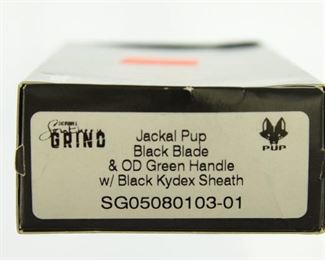 GRIND
Jackal Pup
Black Blade
& OD Green Handle
w/ Black Kydex Sheath
SG05080103-01
PUP